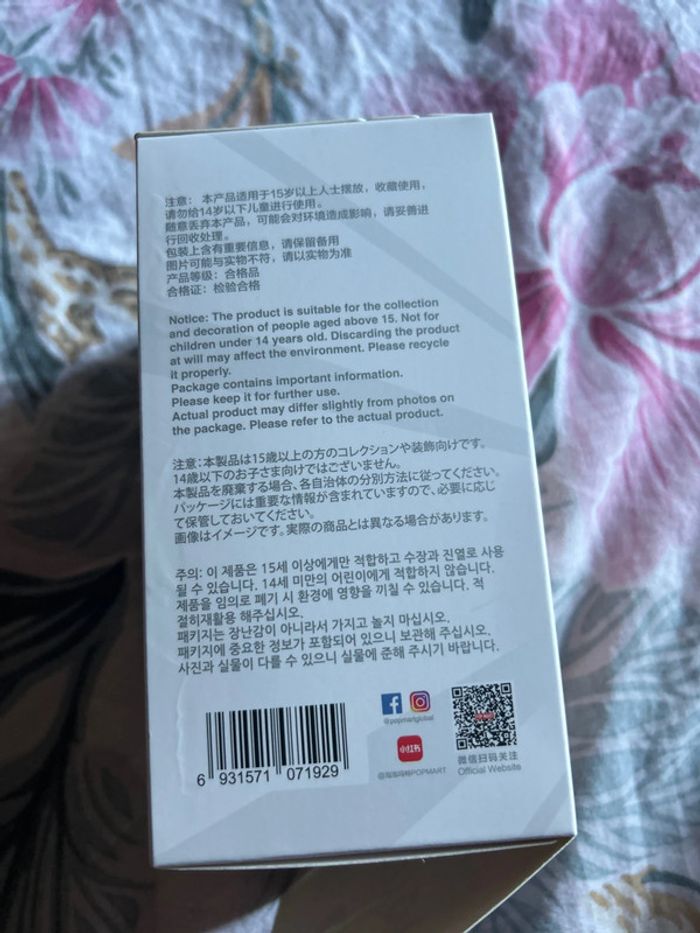 注意： 本产品适用于15岁以上人士摆放，收藏使用，
请勿给14岁以下儿童进行使用。
随意丢弃本产品，可能会对环境造成影响，请妥善进
行回收处理。
包装上含有重要信息，请保留备用
图片可能与实物不符，请以实物为准
产品等级：合格品
合格证：检验合格
Notice: The product is suitable for the collection
and decoration of people aged above 15. Not for
children under 14 years old. Discarding the product
at will may affect the environment. Please recycle
it properly.
Package contains important information.
Please keep it for further use.
Actual product may differ slightly from photos on
the package. Please refer to the actual product.
注意：本製品は15歳以上の方のコレクションや装飾向けです。
14歳以下のお子さま向けではございません。
本製品を廃棄する場合、各自治体の分別方法に従ってください。
パッケージには重要な情報が含まれていますので、必要に応じ
て保管しておいてください。
画像はイメージです。実際の商品とは異なる場合があります。
주의: 이 제품은 15세 이상에게만 적합하고 수장과 진열로 사용
될 수 있습니다. 14세 미만의 어린이에게 적합하지 않습니다.
제품을 임의로 폐기 시 환경에 영향을 끼칠 수 있습니다. 적
절히재활용 해주십시오.
패키지는 장난감이 아니라서 가지고 놀지 마십시오.
패키지에 중요한 정보가 포함되어 있으니 보관해 주십시오.
사진과 실물이 다를 수 있으니 실물에 준해 주시기 바랍니다.
@popmartglobal
小红书
@泡泡玛特POPMART
POP MART
微信扫码关注
Official Website
6 931571 071929